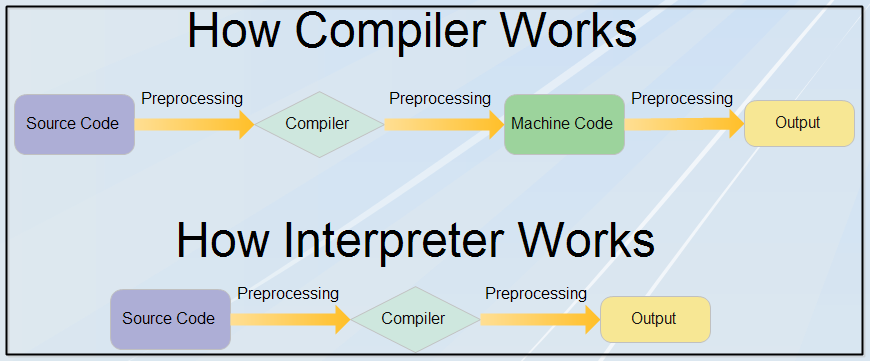 How Compiler Works
Preprocessing Preprocessing Preprocessing
Source Code Compiler Machine Code Output
How Interpreter Works
Preprocessing Preprocessing
Source Code Compiler Output